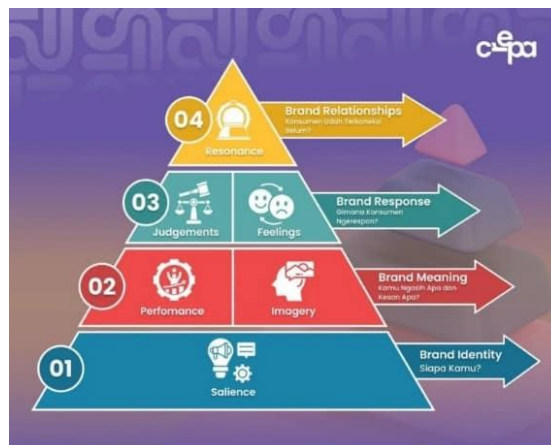 cepa
04
Resonance
Brand Relationships
Konsumen Udah Terkoneksi
Belum?
03
Judgements
Feelings
Brand Response
Gimana Konsumen
Ngerespon?
02
Perfomance
Imagery
Brand Meaning
Kamu Ngasih Apa dan
Kesan Apa?
01
Salience
Brand Identity
Siapa Kamu?